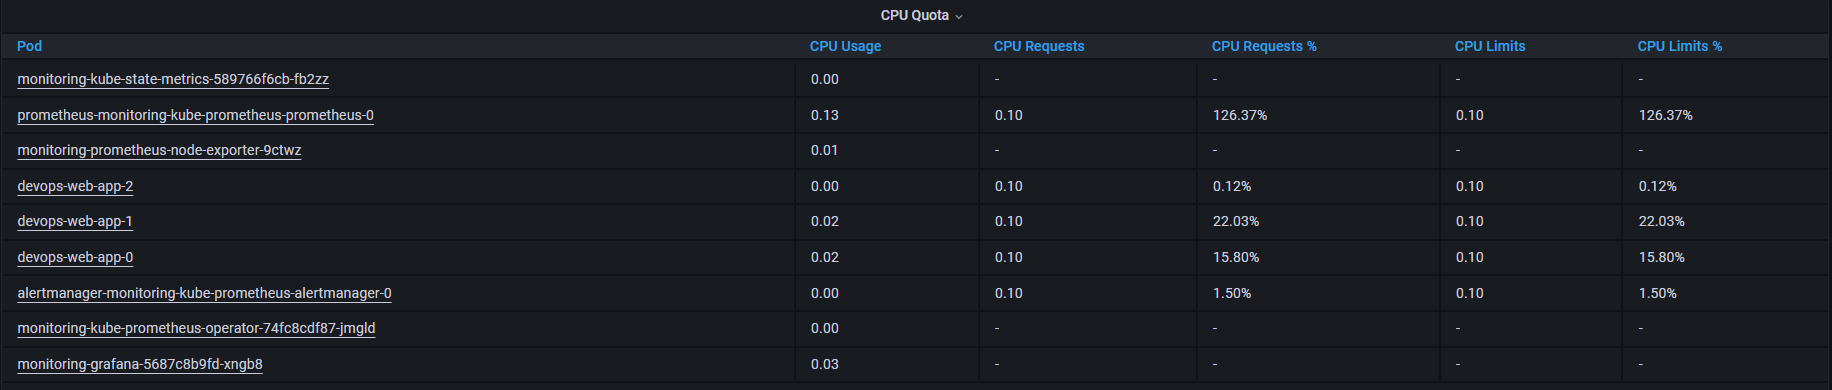 CPU Quota
Pod CPU Usage CPU Requests CPU Requests % CPU Limits CPU Limits %
monitoring-kube-state-metrics-589766f6cb-fb2zz 0.00 - - - -
prometheus-monitoring-kube-prometheus-prometheus-0 0.13 0.10 126.37% 0.10 126.37%
monitoring-prometheus-node-exporter-9ctwz 0.01 - - - -
devops-web-app-2 0.00 0.10 0.12% 0.10 0.12%
devops-web-app-1 0.02 0.10 22.03% 0.10 22.03%
devops-web-app-0 0.02 0.10 15.80% 0.10 15.80%
alertmanager-monitoring-kube-prometheus-alertmanager-0 0.00 0.10 1.50% 0.10 1.50%
monitoring-kube-prometheus-operator-74fc8cdf87-jmgld 0.00 - - - -
monitoring-grafana-5687c8b9fd-xngb8 0.03 - - - -